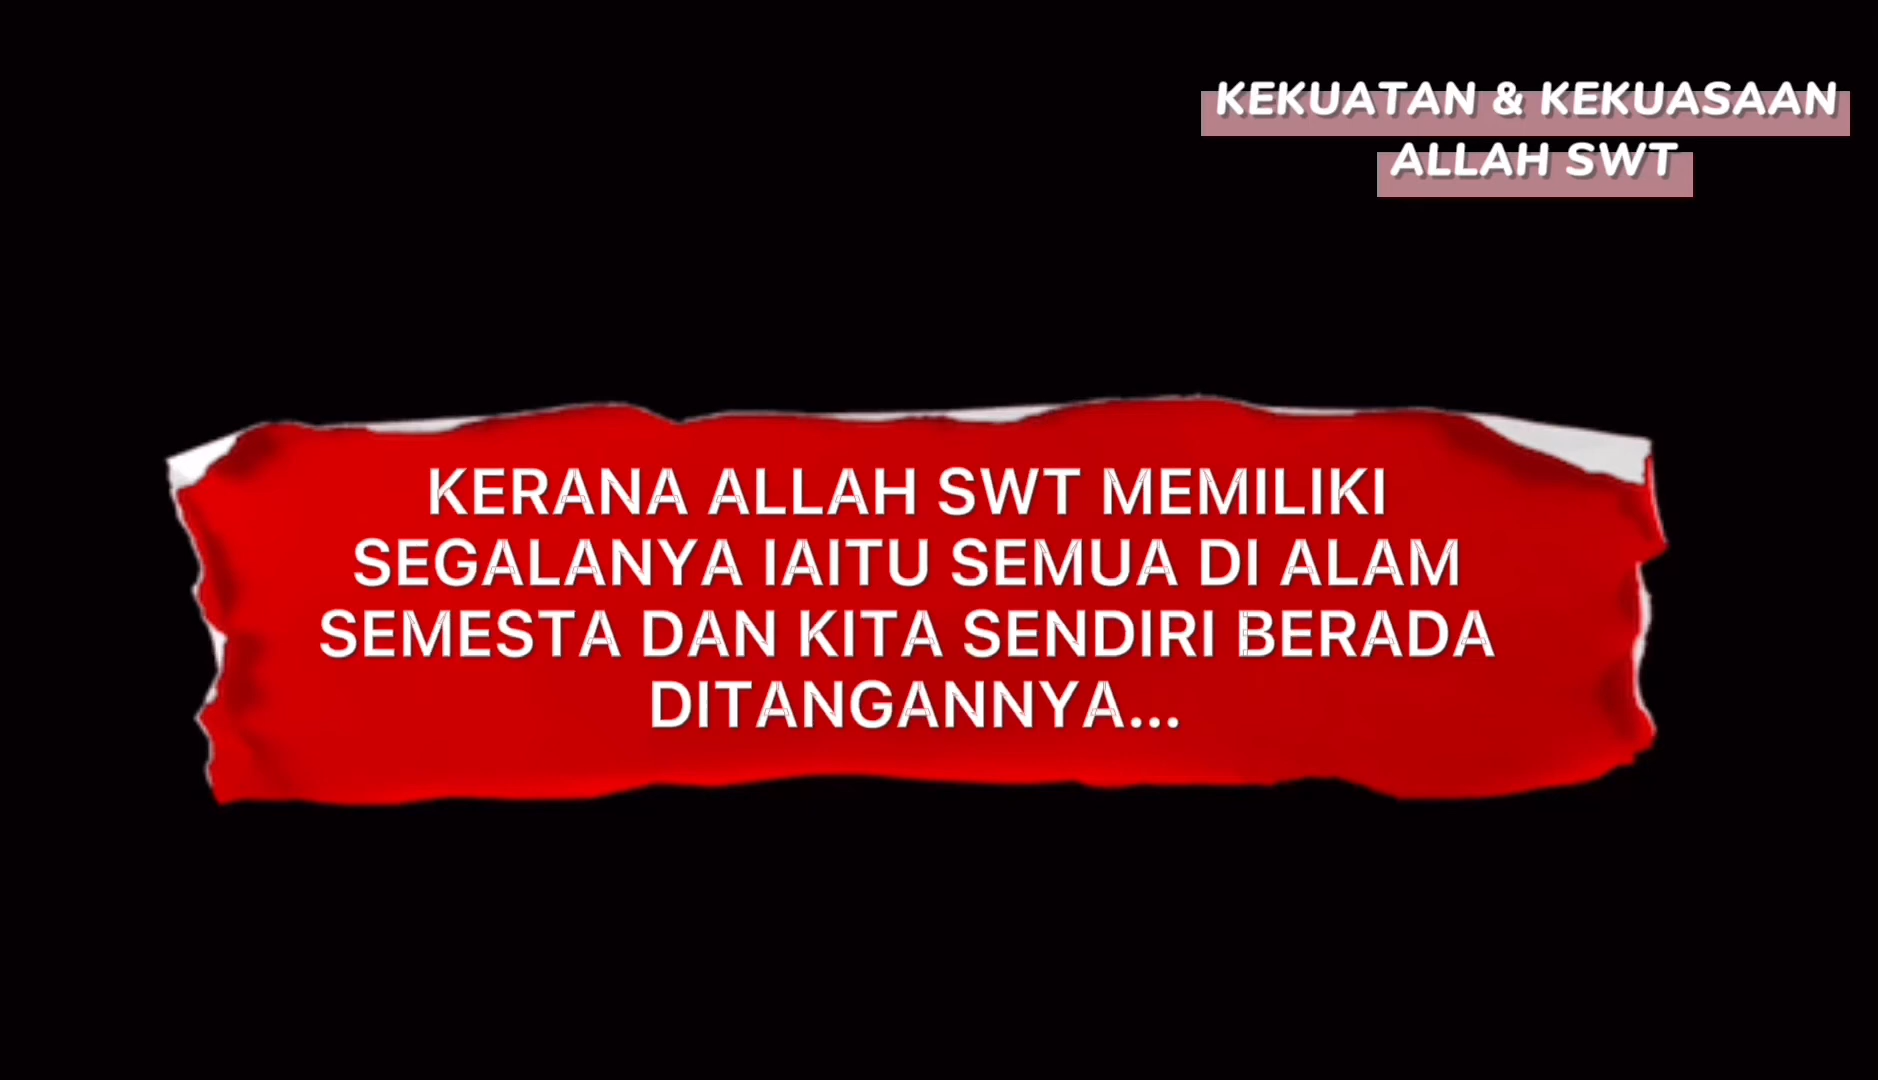 KEKUATAN & KEKUASAAN
ALLAH SWT
KERANA ALLAH SWT MEMILIKI
SEGALANYA IAITU SEMUA DI ALAM
SEMESTA DAN KITA SENDIRI BERADA
DITANGANNYA...